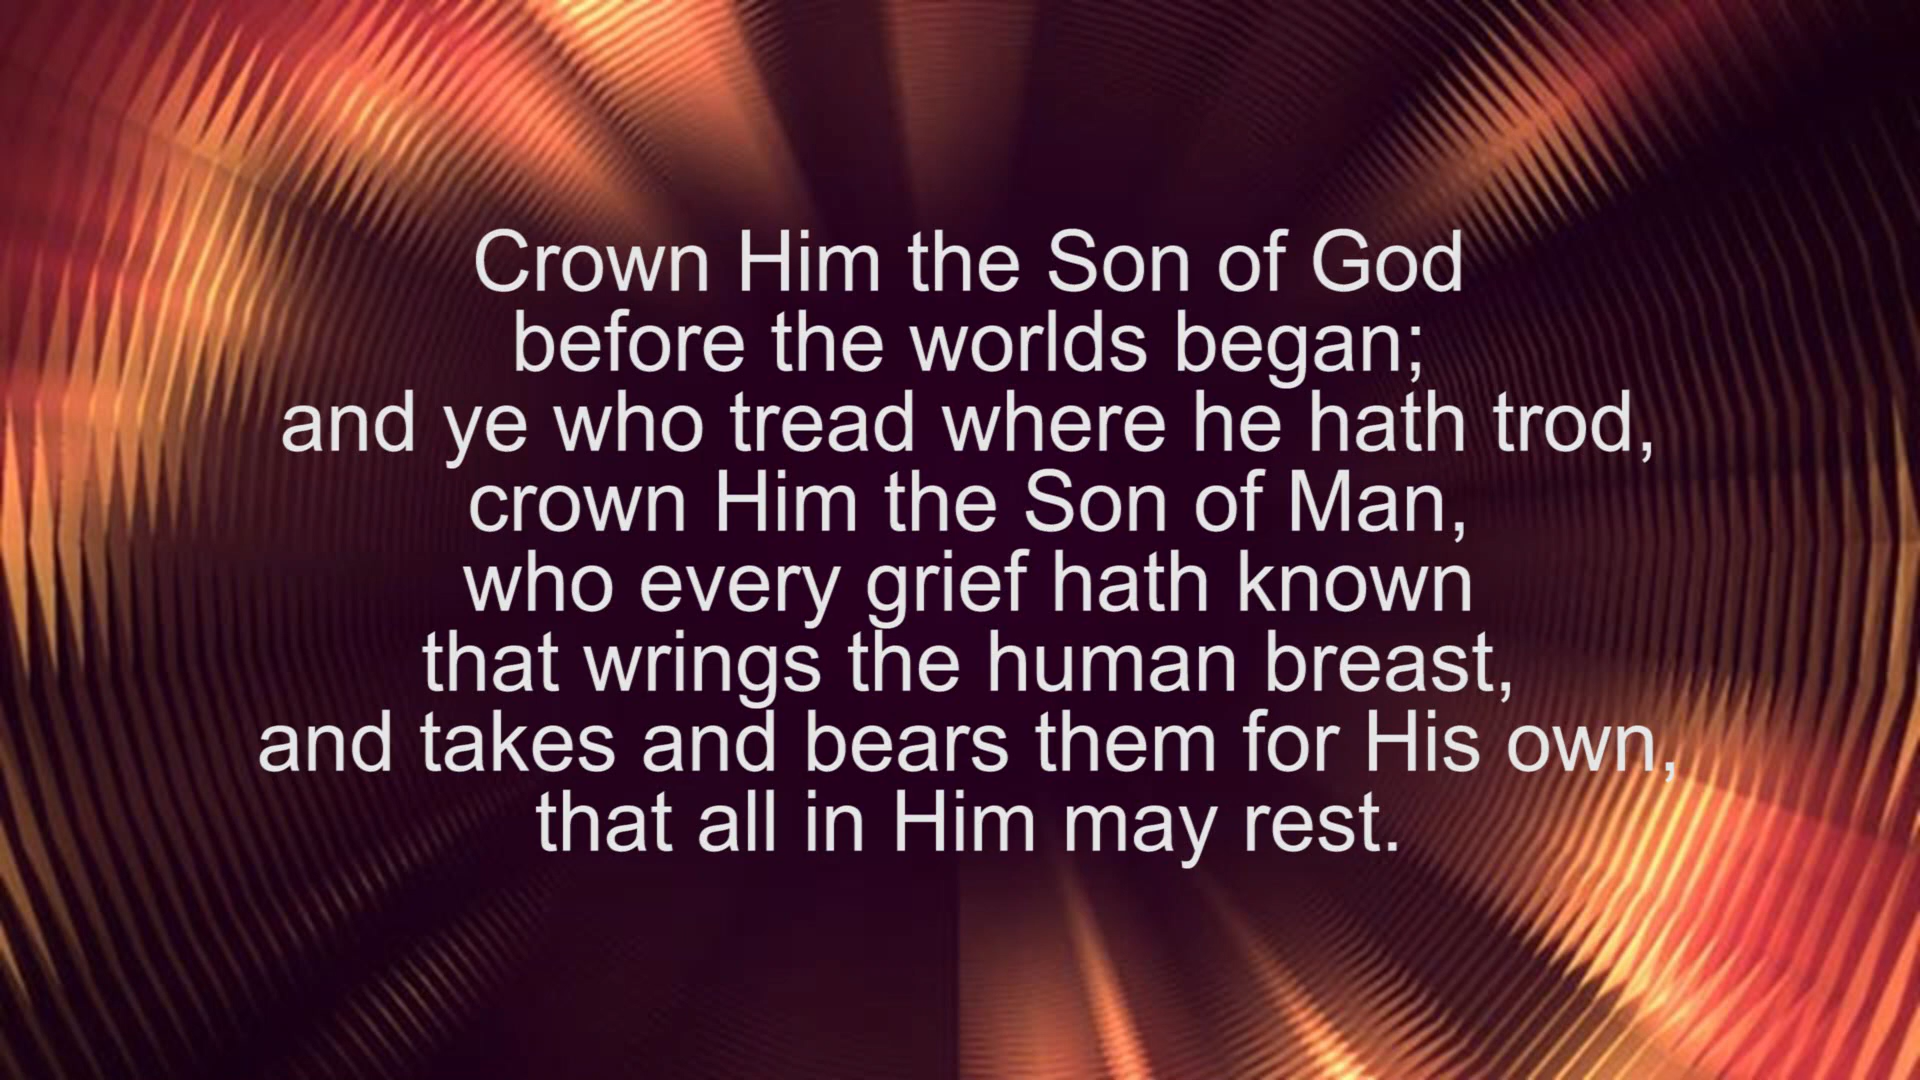 Crown Him the Son of God
before the worlds began;
and ye who tread where he hath trod,
crown Him the Son of Man,
who every grief hath known
that wrings the human breast,
and takes and bears them for His own,
that all in Him may rest.